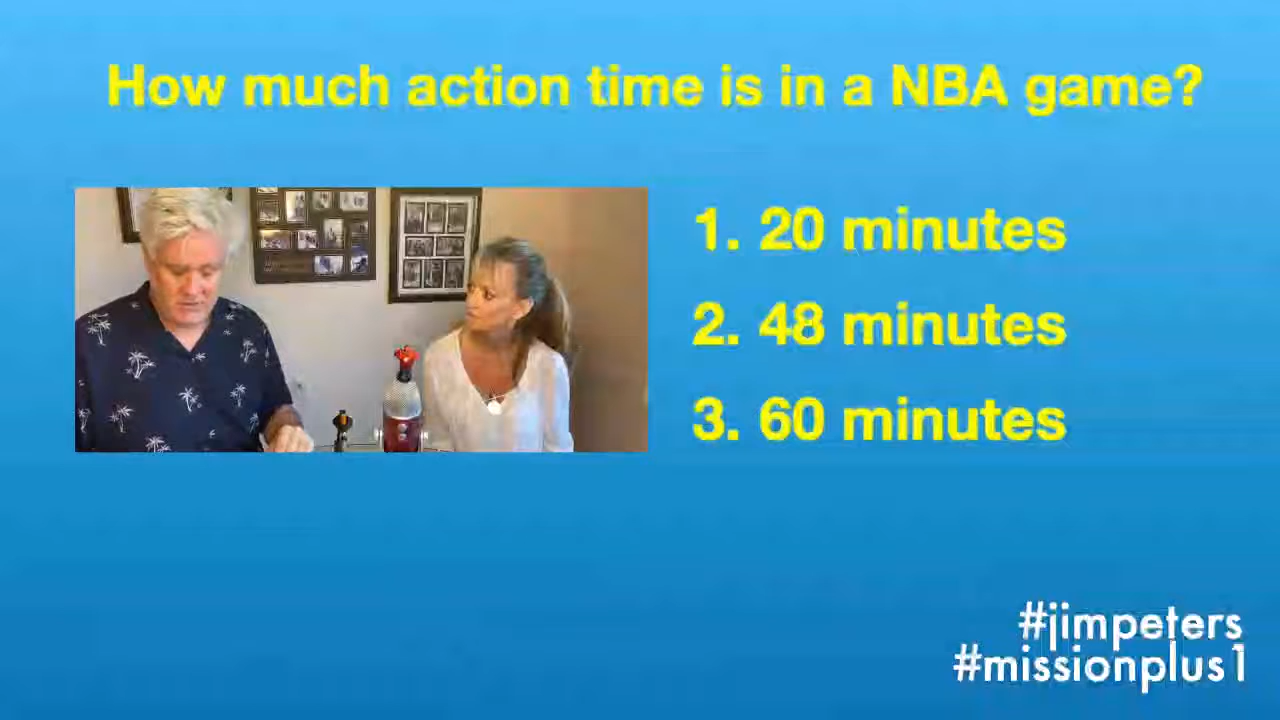 How much action time is in a NBA game?
1. 20 minutes
2. 48 minutes
3. 60 minutes
#jimpeters
#missionplus1